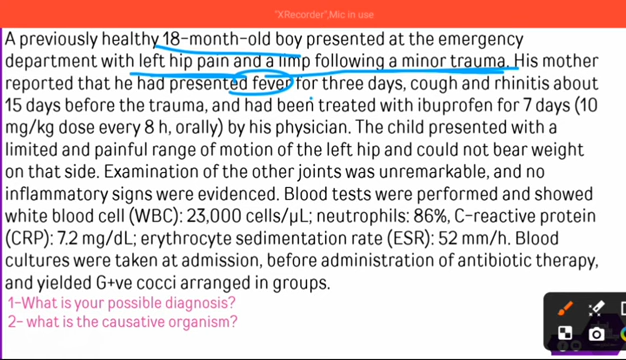 "XRecorder",Mic in use
A previously healthy 18-month-old boy presented at the emergency
department with left hip pain and a limp following a minor trauma. His mother
reported that he had presented fever for three days, cough and rhinitis about
15 days before the trauma, and had been treated with ibuprofen for 7 days (10
mg/kg dose every 8 h, orally) by his physician. The child presented with a
limited and painful range of motion of the left hip and could not bear weight
on that side. Examination of the other joints was unremarkable, and no
inflammatory signs were evidenced. Blood tests were performed and showed
white blood cell (WBC): 23,000 cells/µL; neutrophils: 86%, C-reactive protein
(CRP): 7.2 mg/dL; erythrocyte sedimentation rate (ESR): 52 mm/h. Blood
cultures were taken at admission, before administration of antibiotic therapy,
and yielded G+ve cocci arranged in groups.
1-What is your possible diagnosis?
2- what is the causative organism?